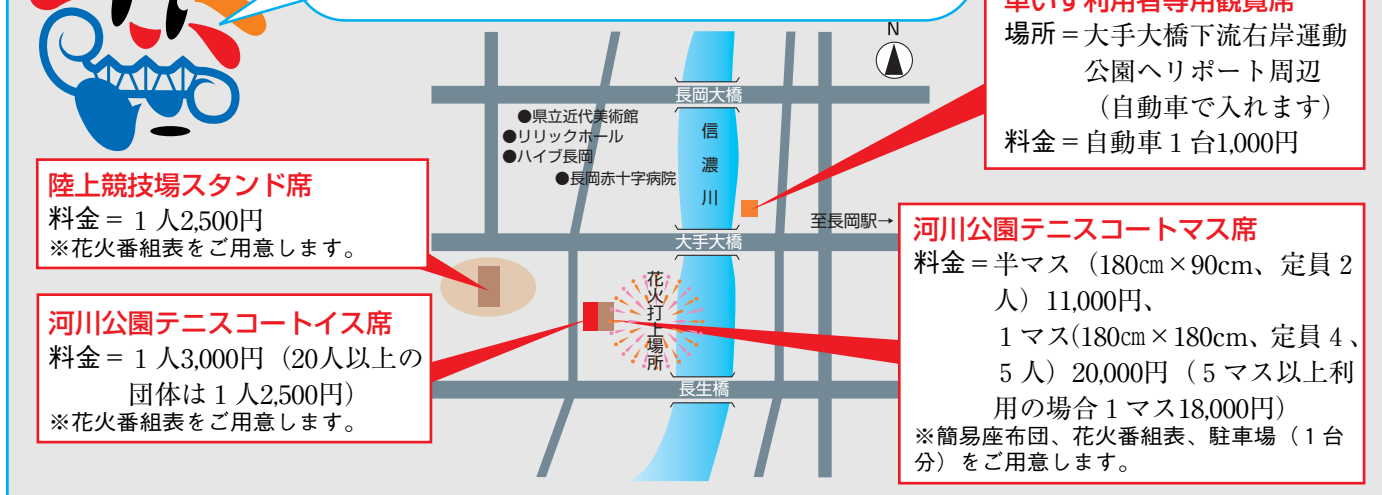 車いす利用者専用観覧席
場所＝大手大橋下流右岸運動
公園ヘリポート周辺
（自動車で入れます）
料金＝自動車１台1,000円
N
長岡大橋
●県立近代美術館
●リリックホール
●ハイブ長岡
●長岡赤十字病院
信濃川
至長岡駅→
大手大橋
花火打上場所
長生橋
陸上競技場スタンド席
料金＝１人2,500円
※花火番組表をご用意します。
河川公園テニスコートイス席
料金＝１人3,000円（20人以上の
団体は１人2,500円）
※花火番組表をご用意します。
河川公園テニスコートマス席
料金＝半マス（180㎝×90cm、定員２
人）11,000円、
１マス(180㎝×180cm、定員４、
５人）20,000円（５マス以上利
用の場合１マス18,000円）
※簡易座布団、花火番組表、駐車場（１台
分）をご用意します。